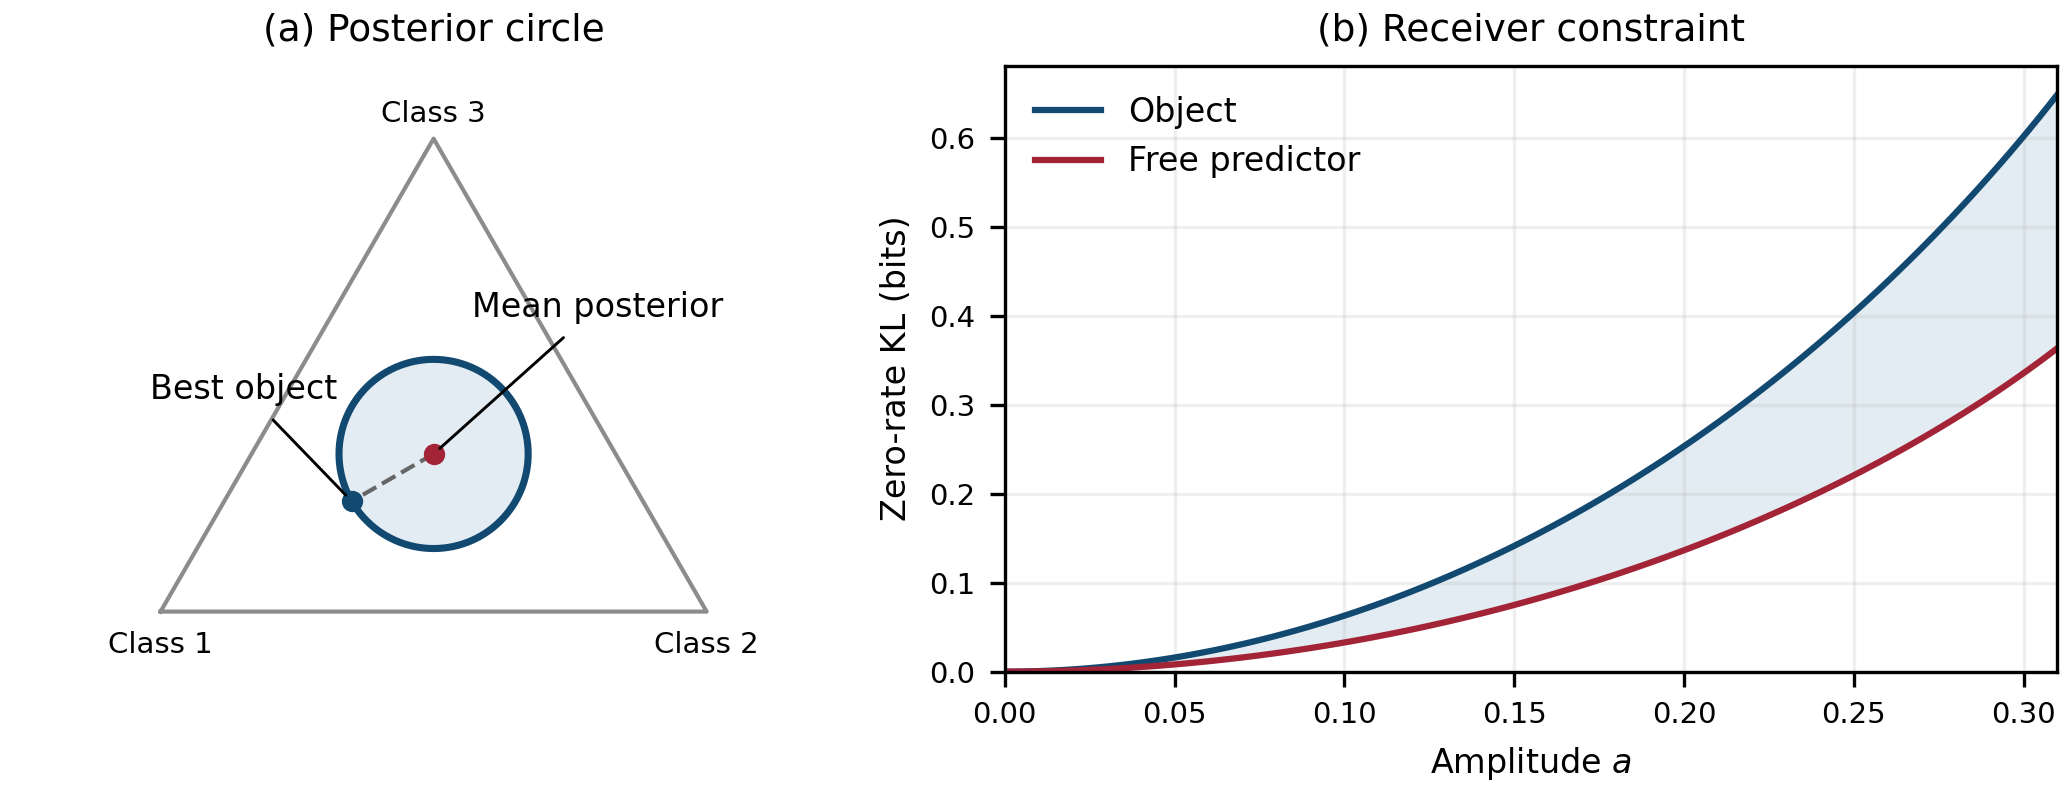 (a) Posterior circle
Class 3
Mean posterior
Best object
Class 1
Class 2
(b) Receiver constraint
Object
Free predictor
Zero-rate KL (bits)
0.6
0.5
0.4
0.3
0.2
0.1
0.0
0.00 0.05 0.10 0.15 0.20 0.25 0.30
Amplitude a